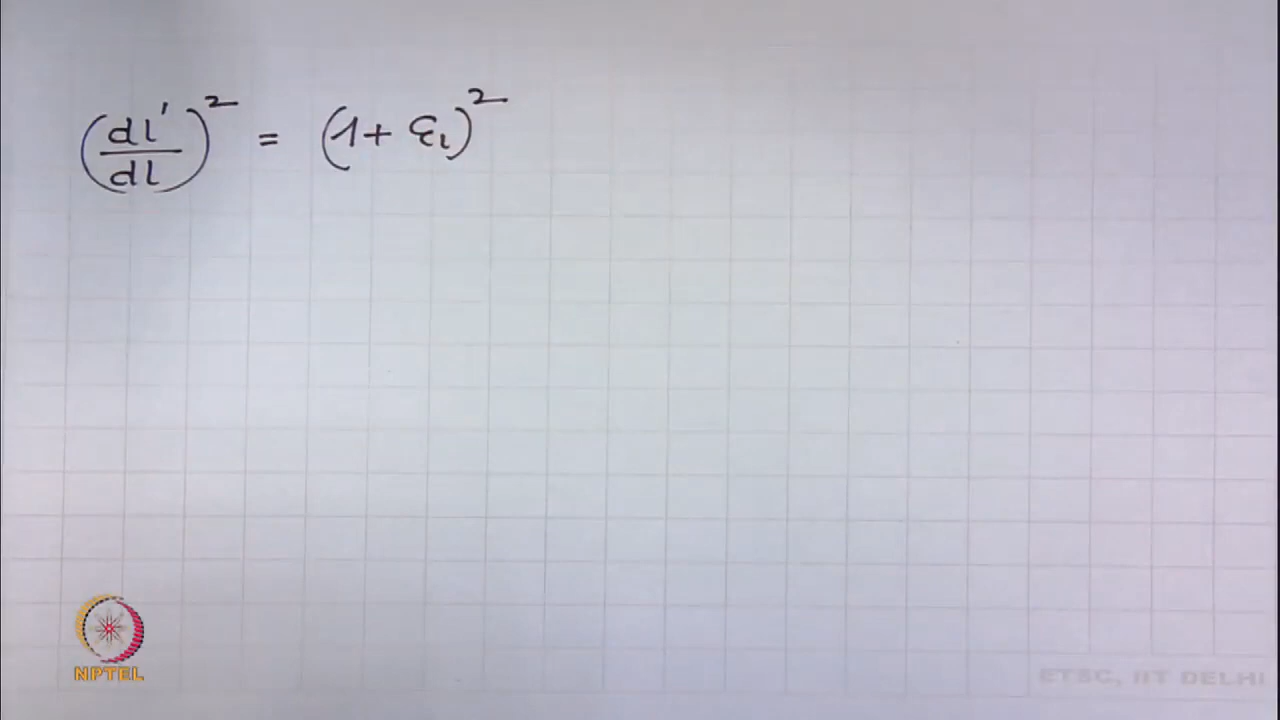 (dl'/dl)² = (1 + ε_l)²
NPTEL
ETSC, IIT DELHI